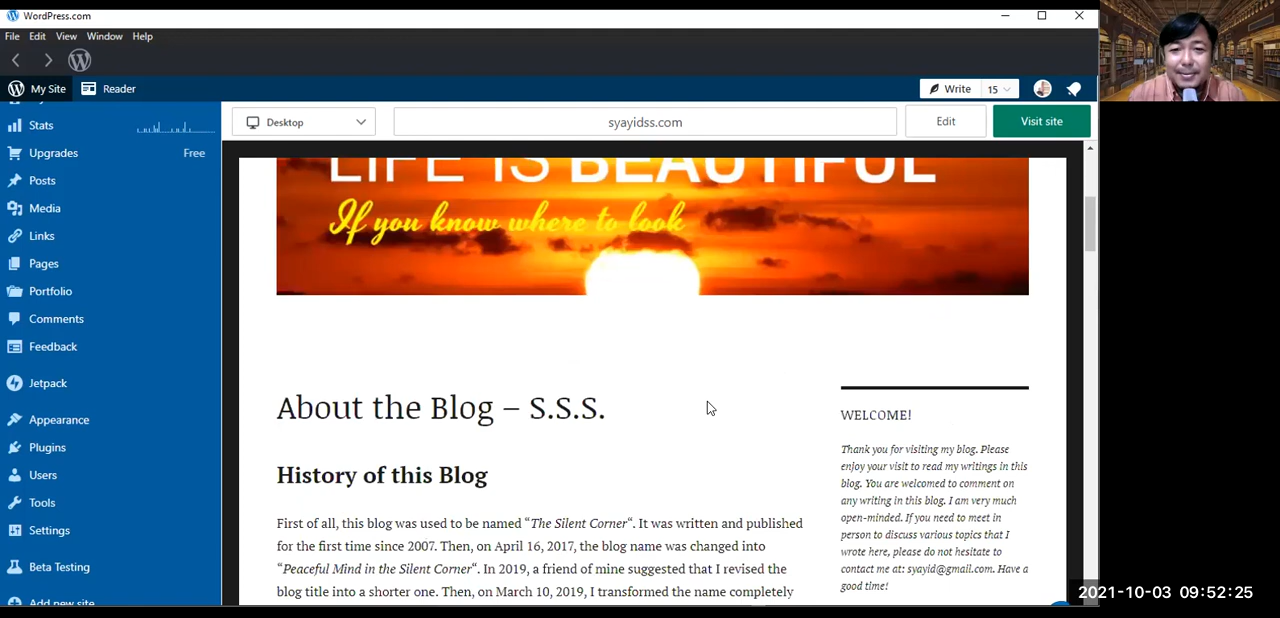 WordPress.com
File Edit View Window Help
My Site Reader Write 15
Stats
Upgrades Free
Posts
Media
Links
Pages
Portfolio
Comments
Feedback
Jetpack
Appearance
Plugins
Users
Tools
Settings
Beta Testing
Add new site
Desktop syayidss.com Edit Visit site
LIFE IS BEAUTIFUL
If you know where to look
About the Blog – S.S.S.
History of this Blog
First of all, this blog was used to be named “The Silent Corner“. It was written and published
for the first time since 2007. Then, on April 16, 2017, the blog name was changed into
“Peaceful Mind in the Silent Corner“. In 2019, a friend of mine suggested that I revised the
blog title into a shorter one. Then, on March 10, 2019, I transformed the name completely
WELCOME!
Thank you for visiting my blog. Please
enjoy your visit to read my writings in this
blog. You are welcomed to comment on
any writing in this blog. I am very much
open-minded. If you need to meet in
person to discuss various topics that I
wrote here, please do not hesitate to
contact me at: syayid@gmail.com. Have a
good time!
2021-10-03 09:52:25